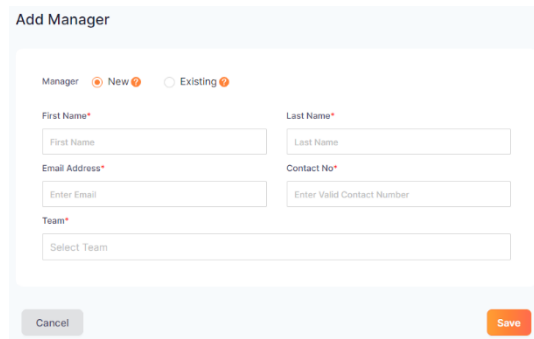 Add Manager
Manager New ? Existing ?
First Name* Last Name*
First Name Last Name
Email Address* Contact No*
Enter Email Enter Valid Contact Number
Team*
Select Team
Cancel Save